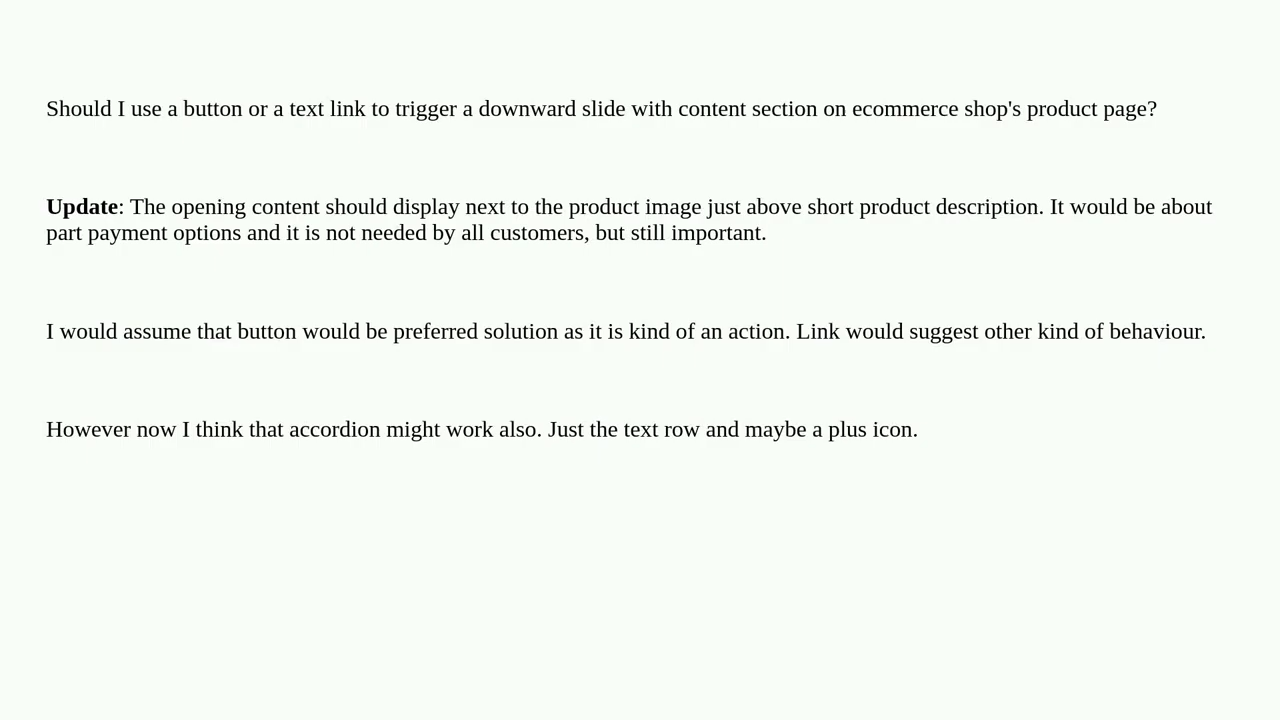 Should I use a button or a text link to trigger a downward slide with content section on ecommerce shop's product page?
Update: The opening content should display next to the product image just above short product description. It would be about
part payment options and it is not needed by all customers, but still important.
I would assume that button would be preferred solution as it is kind of an action. Link would suggest other kind of behaviour.
However now I think that accordion might work also. Just the text row and maybe a plus icon.